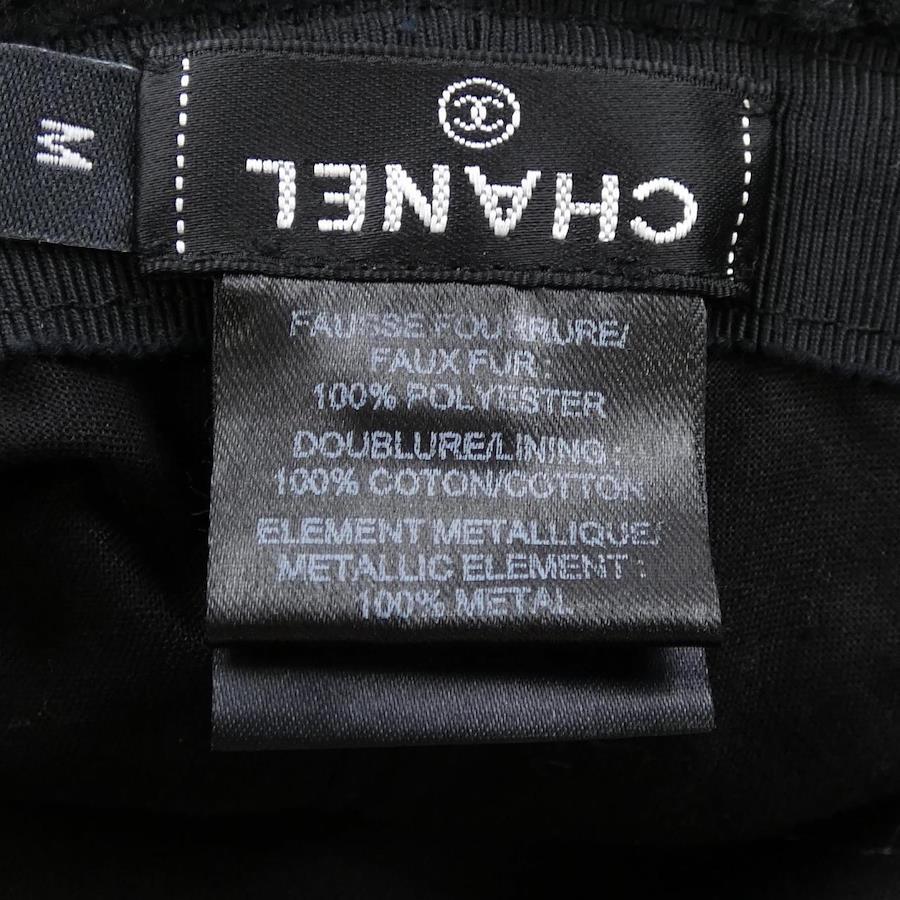 M
CHANEL
FAUSSE FOURRURE/
FAUX FUR :
100% POLYESTER
DOUBLURE/LINING :
100% COTON/COTTON
ELEMENT METALLIQUE/
METALLIC ELEMENT :
100% METAL